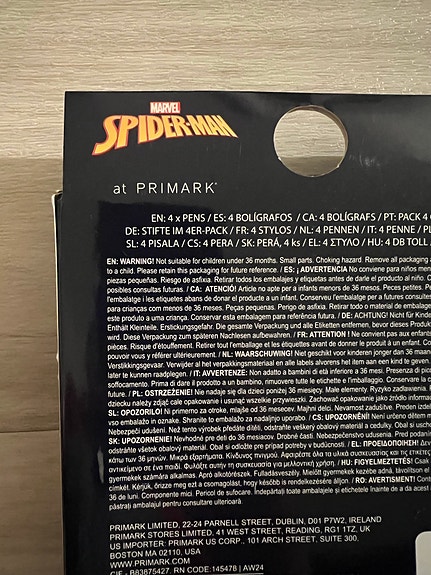 MARVEL
SPIDER-MAN
at PRIMARK®
EN: 4 x PENS / ES: 4 BOLÍGRAFOS / CA: 4 BOLÍGRAFS / PT: PACK 4
DE: STIFTE IM 4ER-PACK / FR: 4 STYLOS / NL: 4 PENNEN / IT: 4 PENNE /
SL: 4 PISALA / CS: 4 PERA / SK: PERÁ, 4 ks / EL: 4 ΣΤΥΛΟ / HU: 4 DB TOLL /
EN: WARNING! Not suitable for children under 36 months. Small parts. Choking hazard. Remove all packaging
to a child. Please retain this packaging for future reference. / ES: ¡ ADVERTENCIA No conviene para niños
piezas pequeñas. Riesgo de asfixia. Retirar todos los embalajes y etiquetas antes de dar el artículo a un niño.
posibles consultas futuras. / CA: ATENCIÓ! Article no apte per a infants menors de 36 mesos. Peces petites.
l'embalatge i les etiquetes abans de donar el producte a un infant. Conserveu l'embalatge per a futures
para crianças com menos de 36 meses. Peças pequenas. Perigo de asfixia. Retirar todo o material de
este produto a uma criança. Conservar esta embalagem para referência futura. / DE: ACHTUNG! Nicht für
Enthält Kleinteile. Erstickungsgefahr. Die gesamte Verpackung und alle Etiketten entfernen, bevor dieses
wird. Diese Verpackung zum späteren Nachlesen aufbewahren. / FR: ATTENTION ! Ne convient pas aux enfants
pièces. Risque d'étouffement. Retirer tout l'emballage et les étiquettes avant de donner le produit à un enfant.
pouvoir vous y référer ultérieurement. / NL: WAARSCHUWING! Niet geschikt voor kinderen jonger dan 36
Verstikkingsgevaar. Verwijder al het verpakkingsmateriaal en alle labels alvorens het item aan een kind te geven.
later te kunnen raadplegen. / IT: AVVERTENZE: Non adatto a bambini di età inferiore a 36 mesi. Presenza di
soffocamento. Prima di dare il prodotto a un bambino, rimuovere tutte le etichette e l'imballaggio. Conservare la
future. / PL: OSTRZEŻENIE! Nie nadaje się dla dzieci poniżej 36 miesiąca. Małe elementy. Ryzyko zadławienia.
dziecku należy zdjąć całe opakowanie i usunąć wszelkie przywieszki. Zachować opakowanie jako źródło
SL: OPOZORILO! Ni primerno za otroke, mlajše od 36 mesecev. Majhni delci. Nevarnost zadušitve. Preden
vso embalažo in oznake. Shranite to embalažo za nadaljnjo uporabo. / CS: UPOZORNĚNÍ! Není určeno dětem
Nebezpečí udušení. Než tento výrobek předáte dítěti, odstraňte veškerý obalový materiál a cedulky. Obal si
SK: UPOZORNENIE! Nevhodné pre deti do 36 mesiacov. Drobné časti. Nebezpečenstvo udusenia. Pred
odstráňte všetok obalový materiál. Obal si odložte pre prípad potreby v budúcnosti. / EL: ΠΡΟΕΙΔΟΠΟΙΗΣΗ!
κάτω των 36 μηνών. Μικρά εξαρτήματα. Κίνδυνος πνιγμού. Αφαιρέστε όλα τα υλικά συσκευασίας και τις
αντικείμενο σε ένα παιδί. Φυλάξτε αυτήν τη συσκευασία για μελλοντική χρήση. / HU: FIGYELMEZTETÉS!
gyermekek számára alkalmas. Apró alkotórészek. Fulladásveszély. Mielőtt gyermekek kezébe adná, távolítson el
címkét. Kérjük, őrizze meg ezt a csomagolást, hogy később is rendelkezésére álljon. / RO: AVERTISMENT!
36 de luni. Componente mici. Pericol de sufocare. Îndepărtați toate ambalajele și etichetele înainte de a da acest
păstrați ambalajul pentru consultare ulterioară.
PRIMARK LIMITED, 22-24 PARNELL STREET, DUBLIN, D01 P7W2, IRELAND
PRIMARK STORES LIMITED, 41 WEST STREET, READING, RG1 1TZ, UK
US IMPORTER: PRIMARK US CORP., 101 ARCH STREET, SUITE 300,
BOSTON MA 02110, USA
WWW.PRIMARK.COM
CIF - B83875427. RN CODE: 145478 | AW24